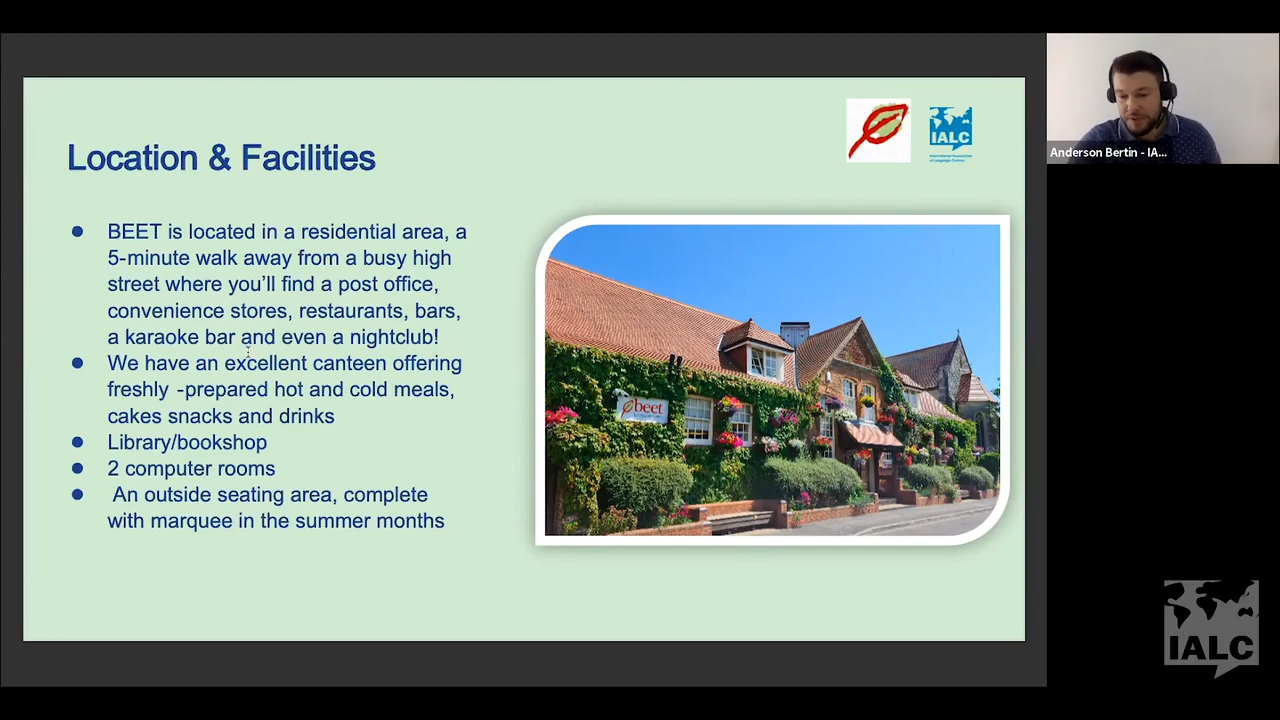 Location & Facilities
IALC
International Association
of Language Centres
● BEET is located in a residential area, a
5-minute walk away from a busy high
street where you’ll find a post office,
convenience stores, restaurants, bars,
a karaoke bar and even a nightclub!
● We have an excellent canteen offering
freshly -prepared hot and cold meals,
cakes snacks and drinks
● Library/bookshop
● 2 computer rooms
● An outside seating area, complete
with marquee in the summer months
beet
Anderson Bertin - IA...
IALC